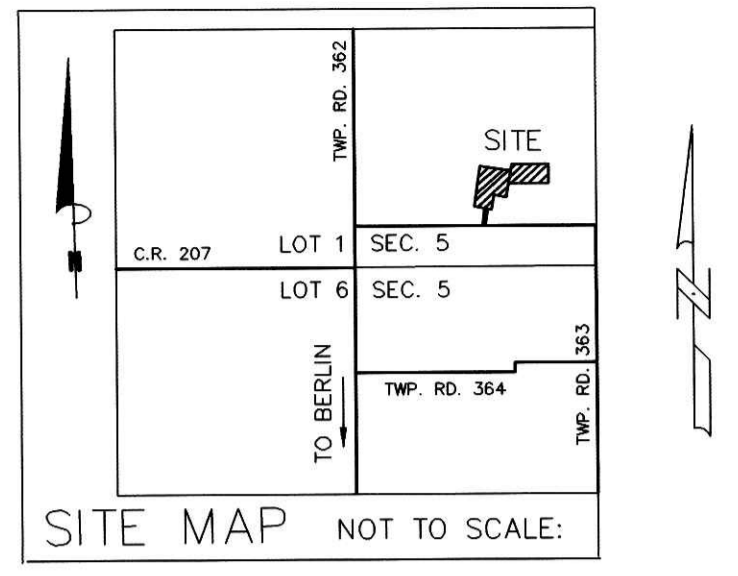 TWP. RD. 362
SITE
C.R. 207
LOT 1
SEC. 5
LOT 6
SEC. 5
TO BERLIN
TWP. RD. 364
TWP. RD. 363
N
N
SITE MAP NOT TO SCALE: